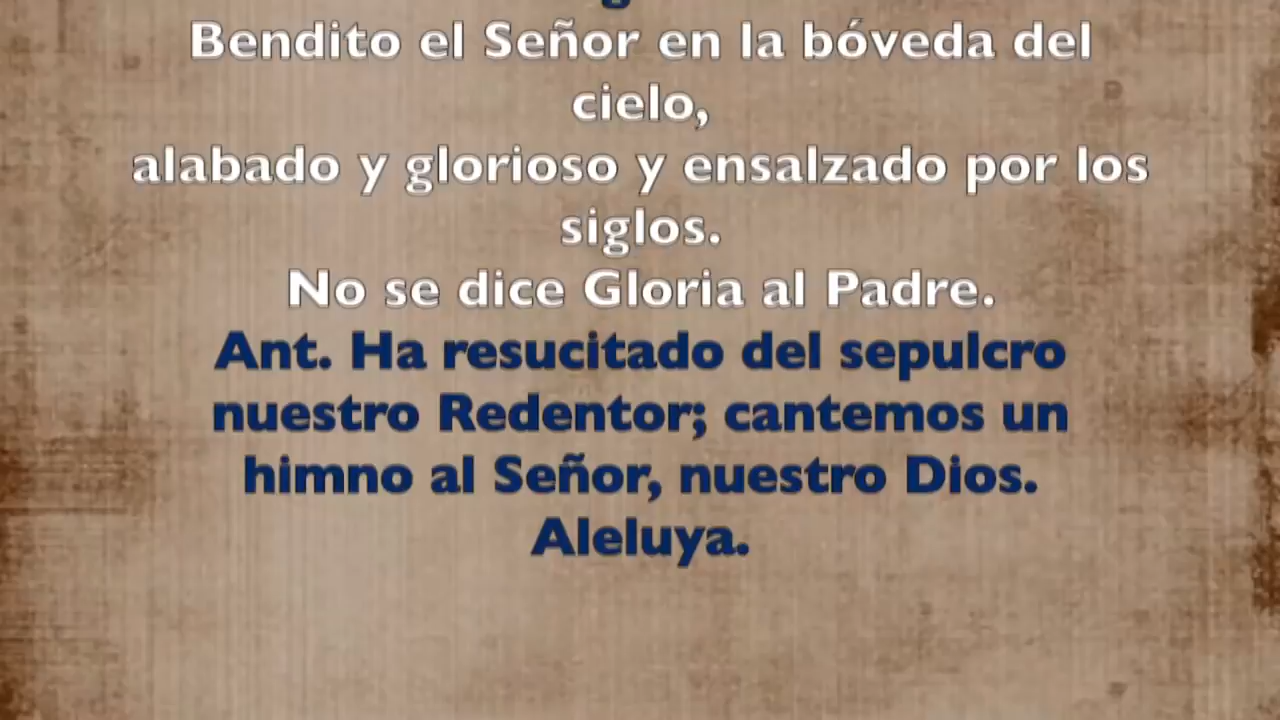 Bendito el Señor en la bóveda del
cielo,
alabado y glorioso y ensalzado por los
siglos.
No se dice Gloria al Padre.
Ant. Ha resucitado del sepulcro
nuestro Redentor; cantemos un
himno al Señor, nuestro Dios.
Aleluya.